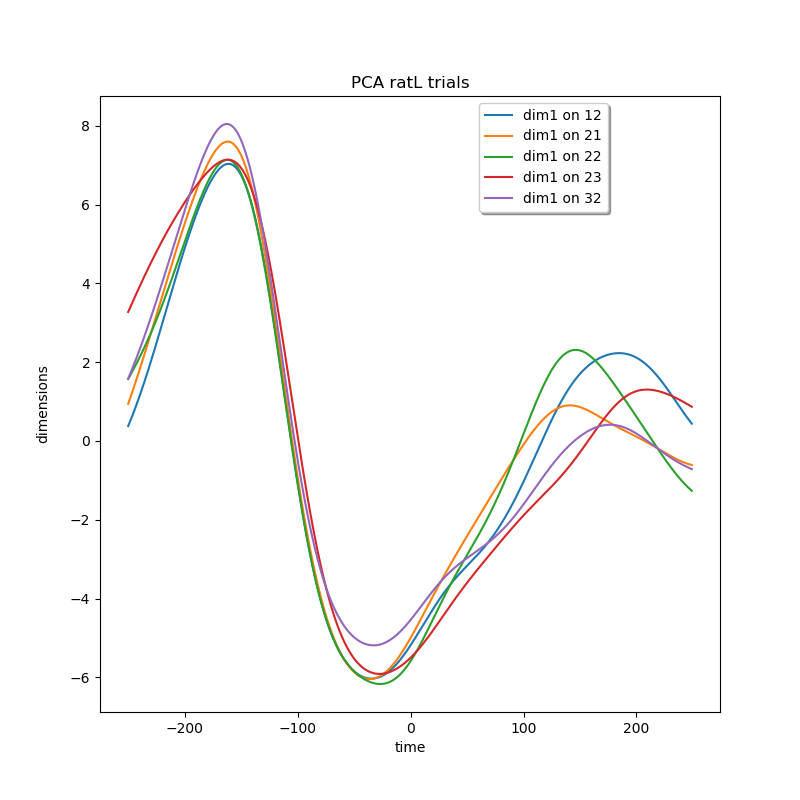 PCA ratL trials
dim1 on 12
dim1 on 21
dim1 on 22
dim1 on 23
dim1 on 32
8
6
4
2
0
−2
−4
−6
dimensions
−200 −100 0 100 200
time